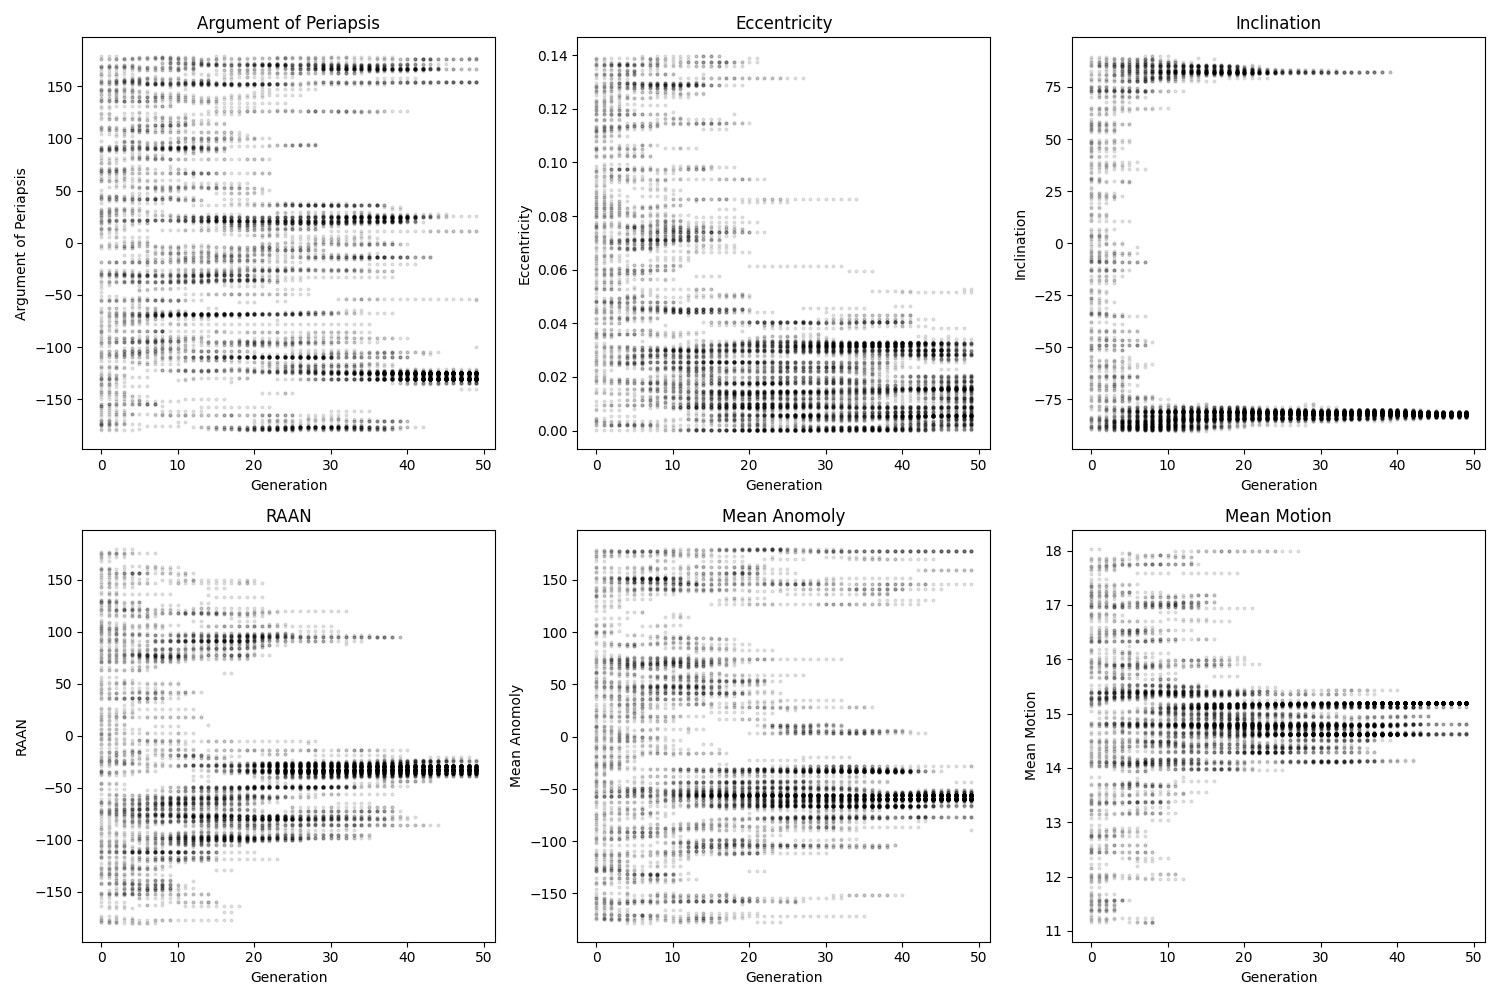 Argument of Periapsis
Eccentricity
Inclination
Argument of Periapsis
150
100
50
0
−50
−100
−150
0 10 20 30 40 50
Generation
Eccentricity
0.14
0.12
0.10
0.08
0.06
0.04
0.02
0.00
0 10 20 30 40 50
Generation
Inclination
75
50
25
0
−25
−50
−75
0 10 20 30 40 50
Generation
RAAN
Mean Anomoly
Mean Motion
RAAN
150
100
50
0
−50
−100
−150
0 10 20 30 40 50
Generation
Mean Anomoly
150
100
50
0
−50
−100
−150
0 10 20 30 40 50
Generation
Mean Motion
18
17
16
15
14
13
12
11
0 10 20 30 40 50
Generation